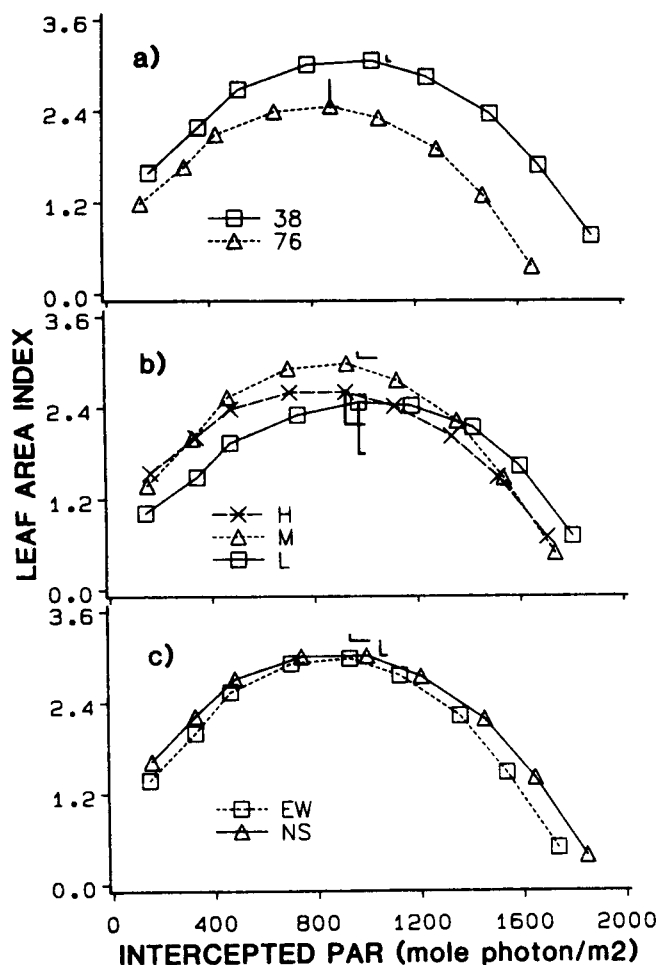 3.6
a)
2.4
1.2
38
76
0.0
3.6
b)
2.4
1.2
H
M
L
0.0
3.6
c)
2.4
1.2
EW
NS
0.0
0 400 800 1200 1600 2000
INTERCEPTED PAR (mole photon/m2)
LEAF AREA INDEX